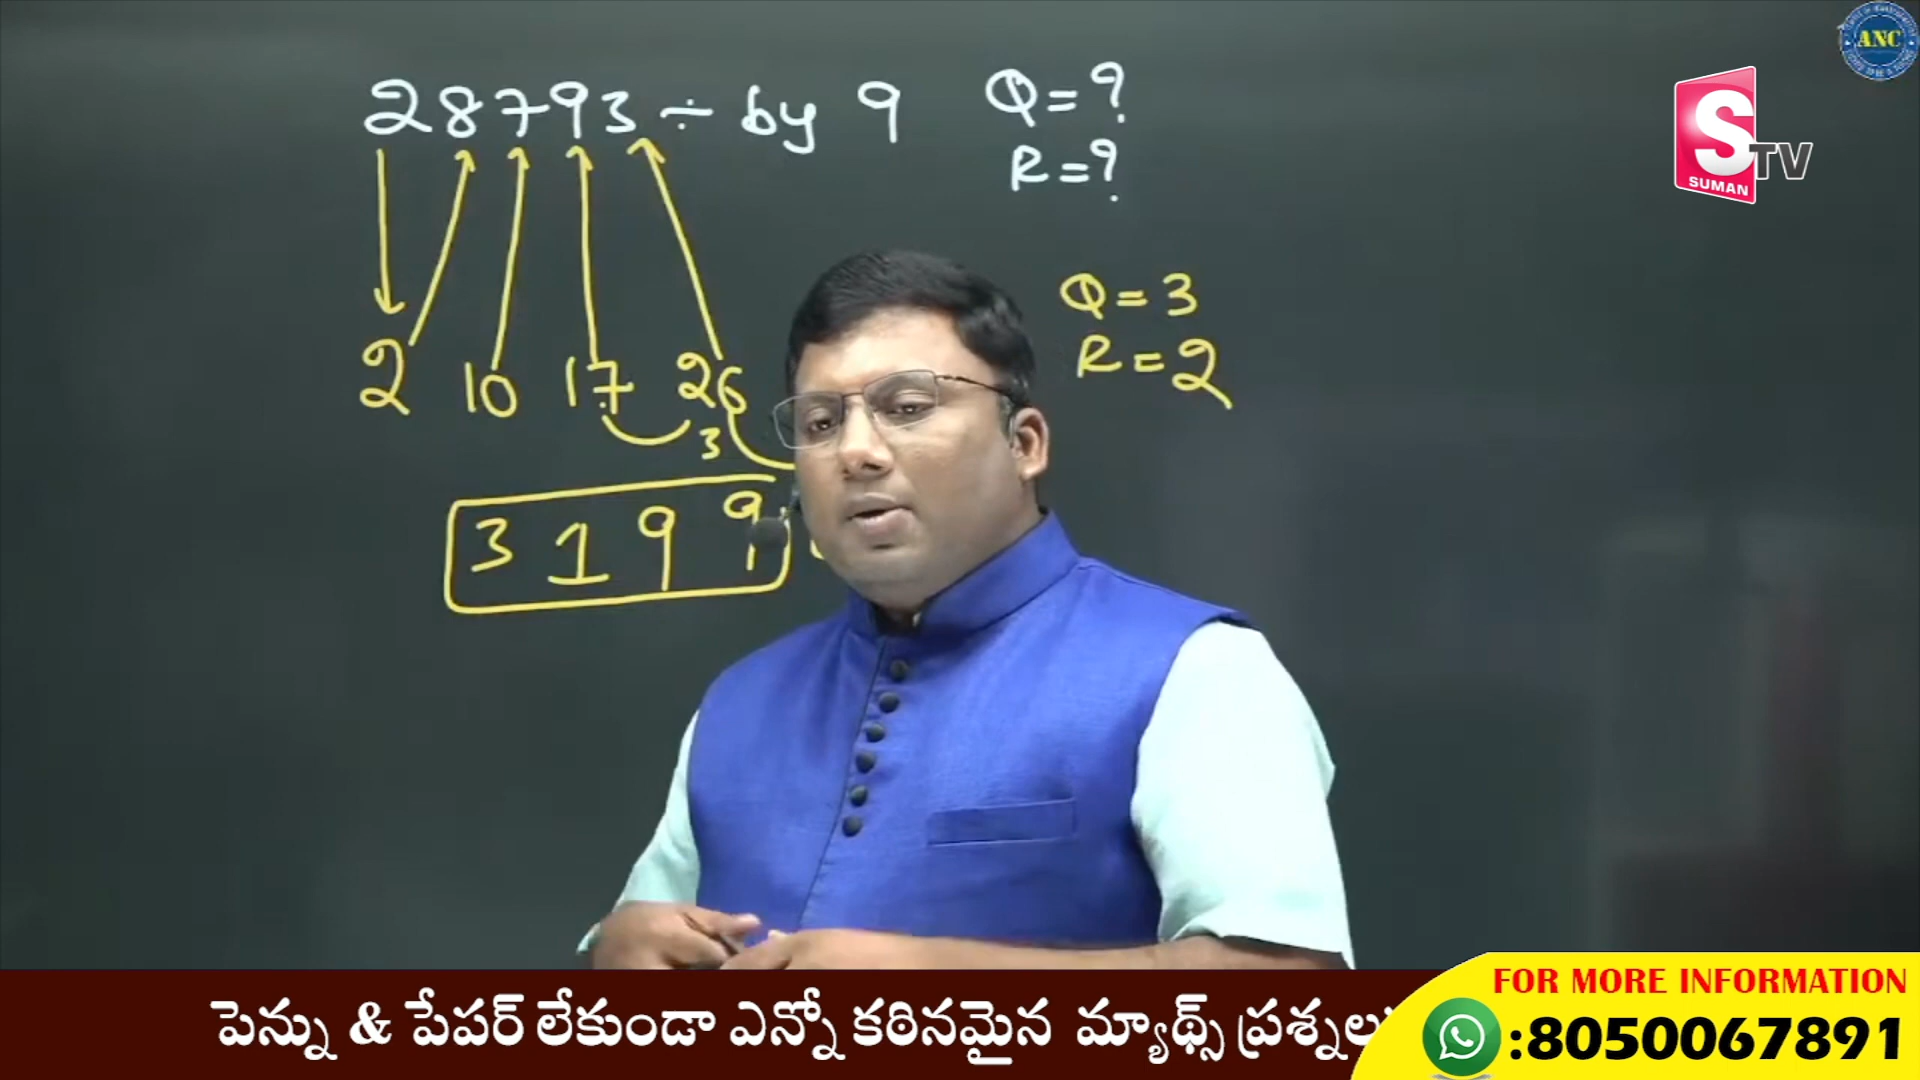 28793 ÷ by 9 Q = ?
R = ?
ANC
S TV
SUMAN
Q = 3
R = 2
2 10 17 26
3
3 1 9 9
పెన్ను & పేపర్ లేకుండా ఎన్నో కఠినమైన మ్యాథ్స్ ప్రశ్నలు
FOR MORE INFORMATION
:8050067891